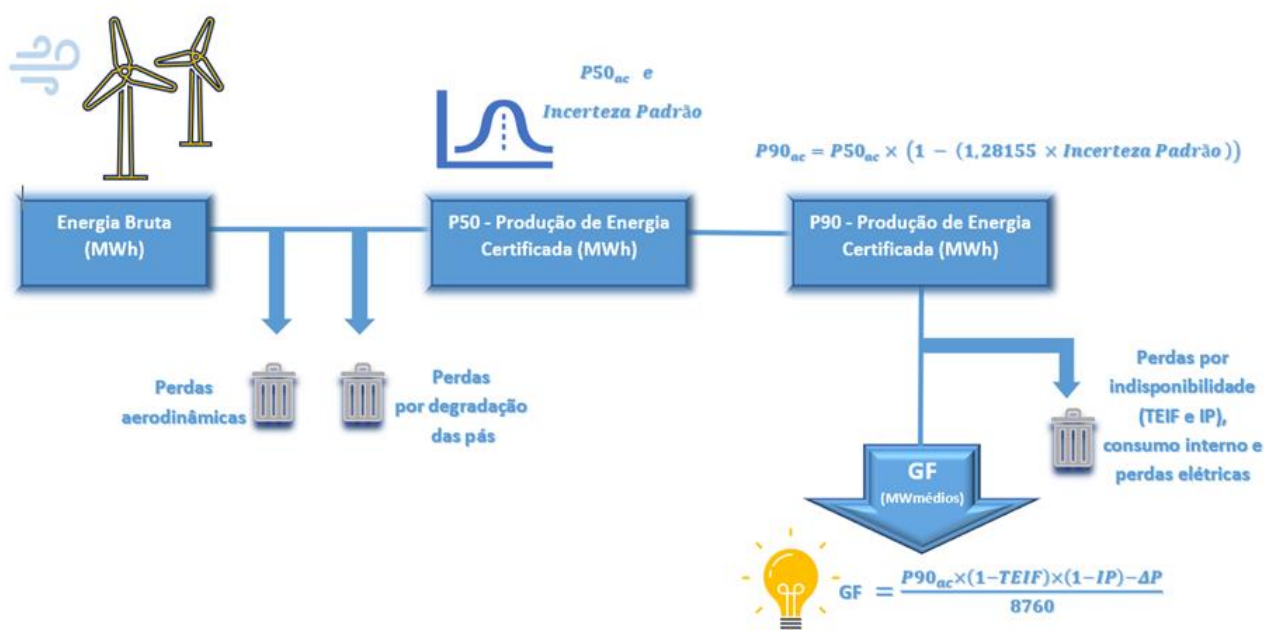 P50ac e
Incerteza Padrão
P90ac = P50ac × (1 − (1,28155 × Incerteza Padrão))
Energia Bruta
(MWh)
P50 - Produção de Energia
Certificada (MWh)
P90 - Produção de Energia
Certificada (MWh)
Perdas
aerodinâmicas
Perdas
por degradação
das pás
Perdas por
indisponibilidade
(TEIF e IP),
consumo interno e
perdas elétricas
GF
(MWmédios)
GF = P90ac×(1−TEIF)×(1−IP)−ΔP
8760